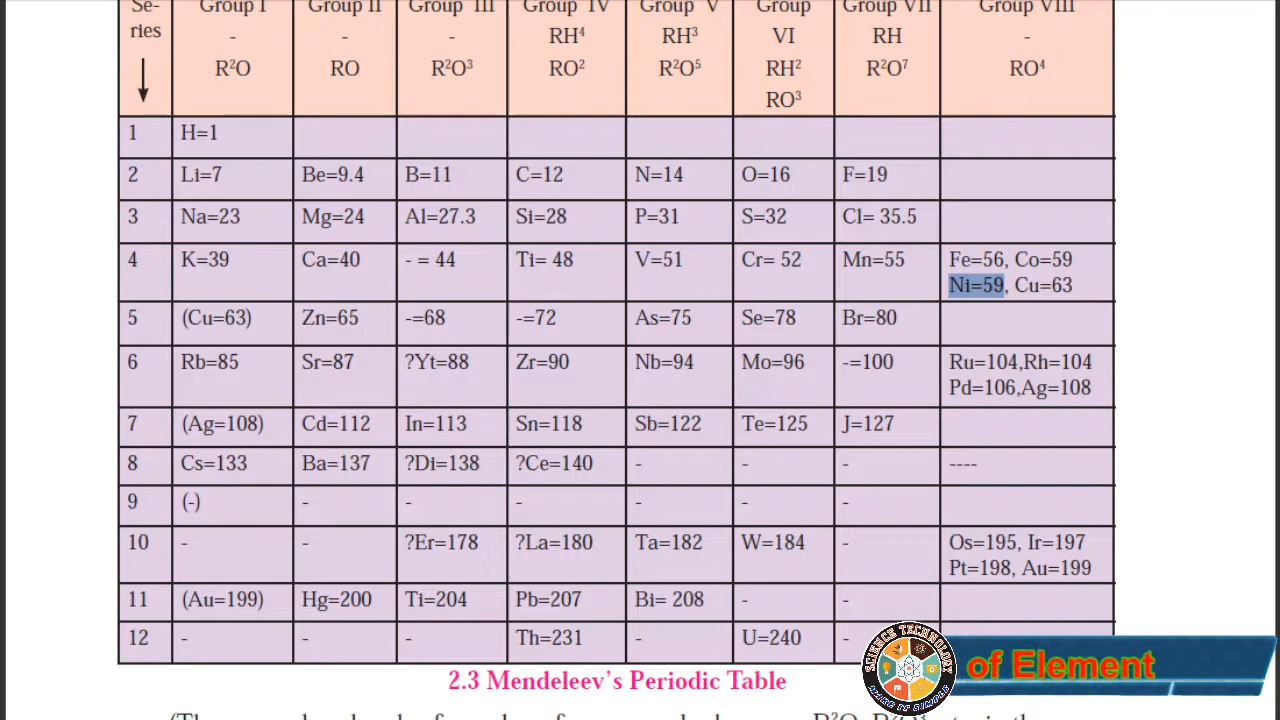 Se- Group I Group II Group III Group IV Group V Group Group VII Group VIII
ries - - - RH⁴ RH³ VI RH -
R²O RO R²O³ RO² R²O⁵ RH² R²O⁷ RO⁴
RO³
1 H=1
2 Li=7 Be=9.4 B=11 C=12 N=14 O=16 F=19
3 Na=23 Mg=24 Al=27.3 Si=28 P=31 S=32 Cl= 35.5
4 K=39 Ca=40 - = 44 Ti= 48 V=51 Cr= 52 Mn=55 Fe=56, Co=59
Ni=59, Cu=63
5 (Cu=63) Zn=65 -=68 -=72 As=75 Se=78 Br=80
6 Rb=85 Sr=87 ?Yt=88 Zr=90 Nb=94 Mo=96 -=100 Ru=104,Rh=104
Pd=106,Ag=108
7 (Ag=108) Cd=112 In=113 Sn=118 Sb=122 Te=125 J=127
8 Cs=133 Ba=137 ?Di=138 ?Ce=140 - - - ----
9 (-) - - - - - -
10 - - ?Er=178 ?La=180 Ta=182 W=184 - Os=195, Ir=197
Pt=198, Au=199
11 (Au=199) Hg=200 Ti=204 Pb=207 Bi= 208 - -
12 - - - Th=231 - U=240 -
2.3 Mendeleev's Periodic Table
SCIENCE TECHNOLOGY
MAKE IT SIMPLE
of Element